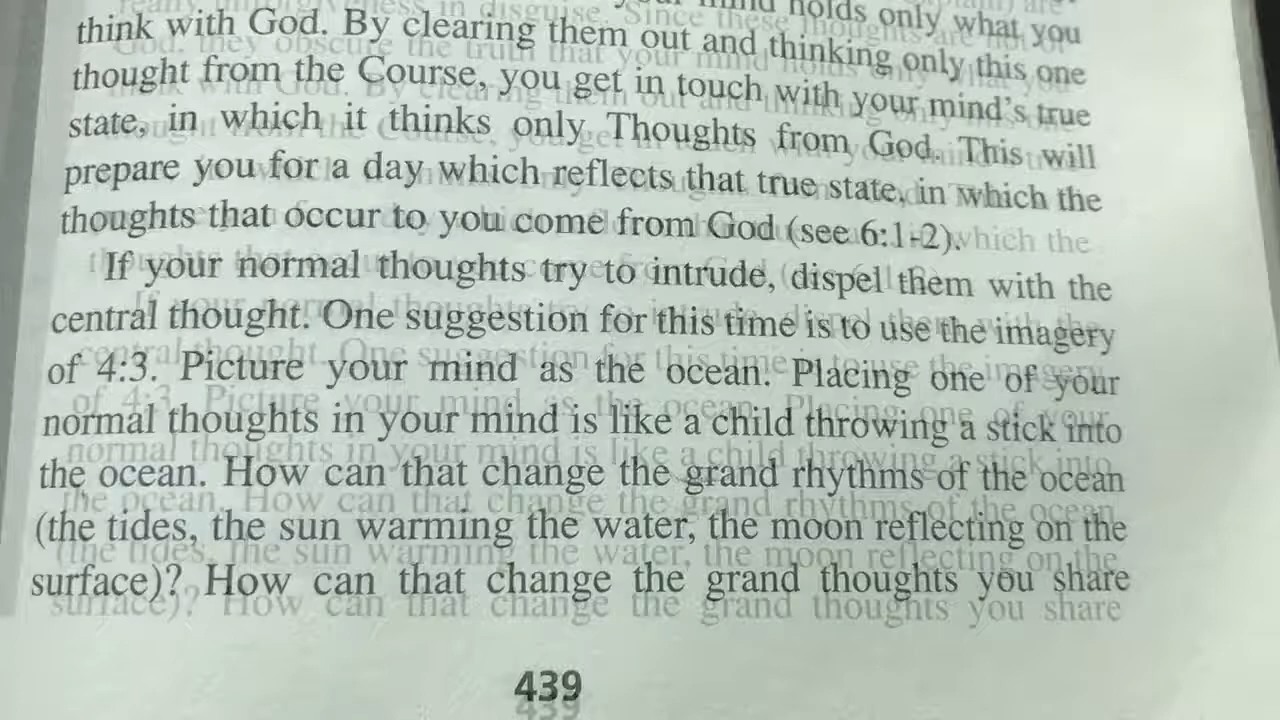 mind holds only what you
think with God. By clearing them out and thinking only this one
thought from the Course, you get in touch with your mind's true
state, in which it thinks only Thoughts from God. This will
prepare you for a day which reflects that true state, in which the
thoughts that occur to you come from God (see 6:1-2).
If your normal thoughts try to intrude, dispel them with the
central thought. One suggestion for this time is to use the imagery
of 4:3. Picture your mind as the ocean. Placing one of your
normal thoughts in your mind is like a child throwing a stick into
the ocean. How can that change the grand rhythms of the ocean
(the tides, the sun warming the water, the moon reflecting on the
surface)? How can that change the grand thoughts you share
439